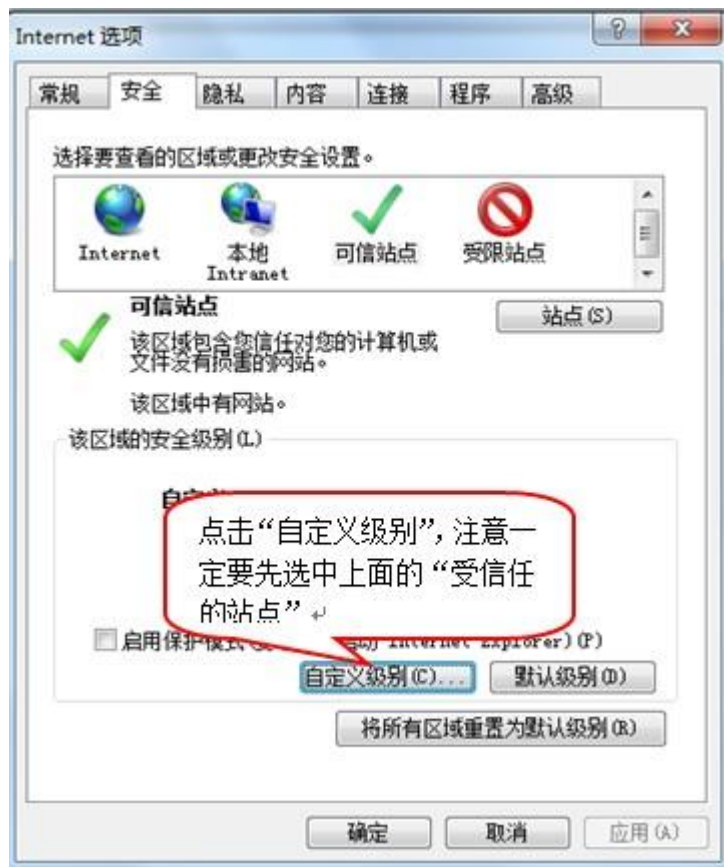 Internet 选项
常规 安全 隐私 内容 连接 程序 高级
选择要查看的区域或更改安全设置。
Internet 本地 可信站点 受限站点
Intranet
可信站点
站点(S)
该区域包含您信任对您的计算机或
文件没有损害的网站。
该区域中有网站。
该区域的安全级别(L)
点击“自定义级别”,注意一
定要先选中上面的“受信任
的站点”
启用保护模式 Internet Explorer)(P)
自定义级别(C)... 默认级别(D)
将所有区域重置为默认级别(R)
确定 取消 应用(A)